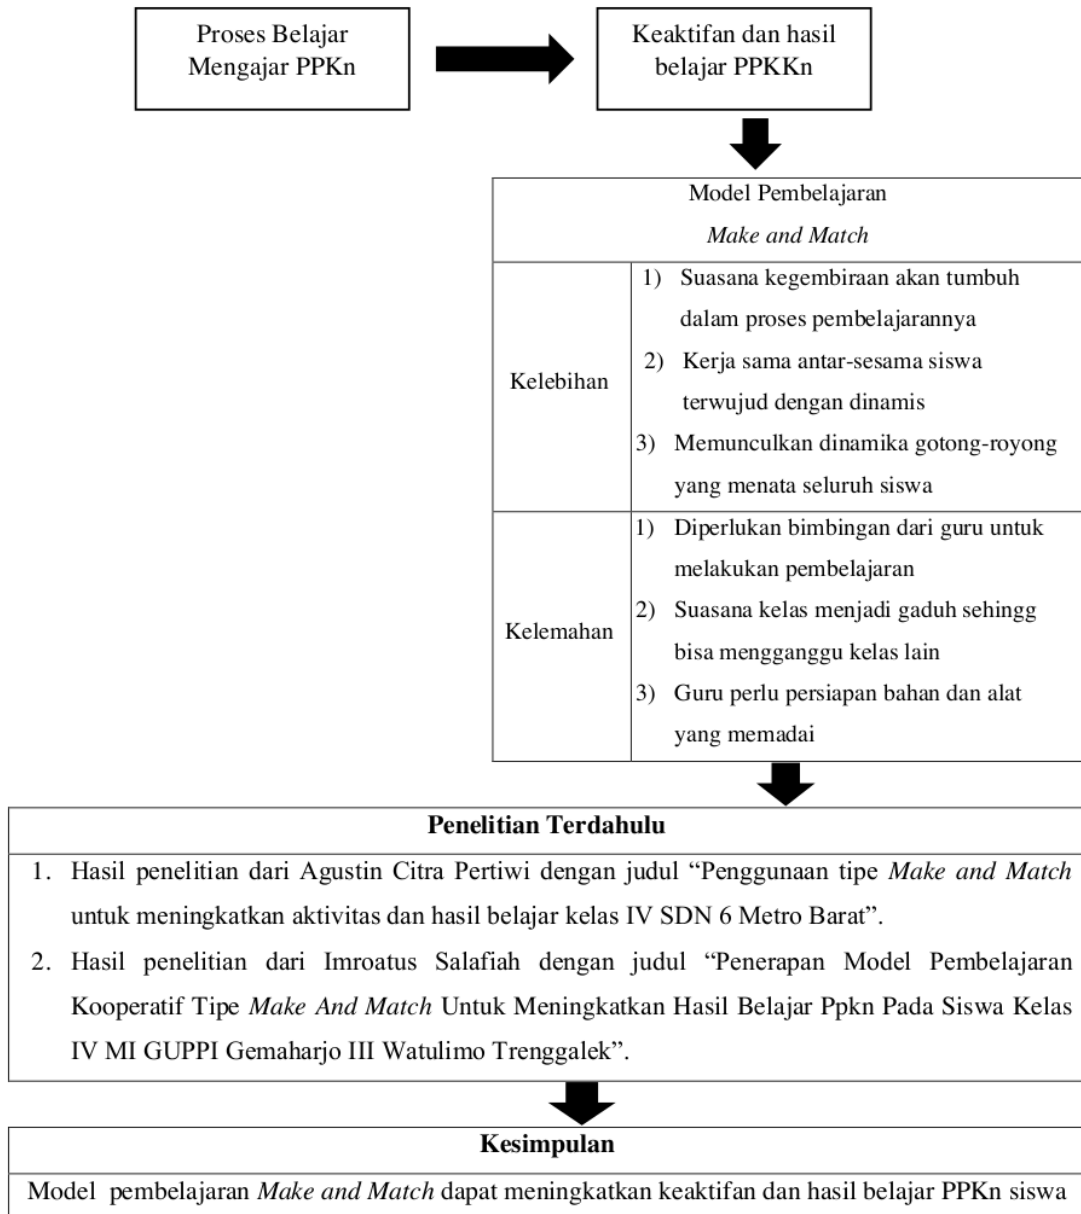 Proses Belajar
Mengajar PPKn
Keaktifan dan hasil
belajar PPKKn
Model Pembelajaran
Make and Match
Kelebihan
1) Suasana kegembiraan akan tumbuh
dalam proses pembelajarannya
2) Kerja sama antar-sesama siswa
terwujud dengan dinamis
3) Memunculkan dinamika gotong-royong
yang menata seluruh siswa
Kelemahan
1) Diperlukan bimbingan dari guru untuk
melakukan pembelajaran
2) Suasana kelas menjadi gaduh sehingg
bisa mengganggu kelas lain
3) Guru perlu persiapan bahan dan alat
yang memadai
Penelitian Terdahulu
1. Hasil penelitian dari Agustin Citra Pertiwi dengan judul “Penggunaan tipe Make and Match
untuk meningkatkan aktivitas dan hasil belajar kelas IV SDN 6 Metro Barat”.
2. Hasil penelitian dari Imroatus Salafiah dengan judul “Penerapan Model Pembelajaran
Kooperatif Tipe Make And Match Untuk Meningkatkan Hasil Belajar Ppkn Pada Siswa Kelas
IV MI GUPPI Gemaharjo III Watulimo Trenggalek”.
Kesimpulan
Model pembelajaran Make and Match dapat meningkatkan keaktifan dan hasil belajar PPKn siswa